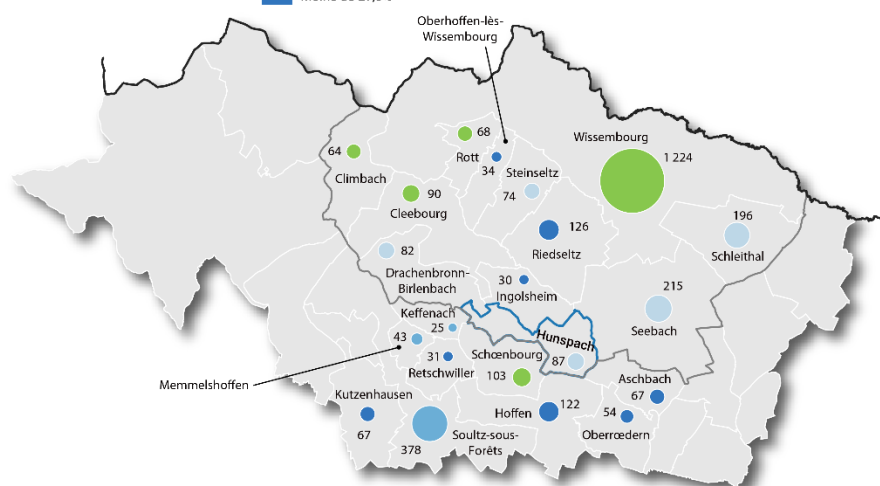 Oberhoffen-lès-
Wissembourg
68
Rott
34
64
Climbach
Wissembourg
1 224
Steinseltz
74
90
Cleebourg
126
Riedseltz
196
Schleithal
82
Drachenbronn-
Birlenbach
30
Ingolsheim
215
Seebach
Keffenach
25
43
Hunspach
87
31
Retschwiller
Schœnbourg
103
Memmelshoffen
Aschbach
67
Kutzenhausen
67
Hoffen
122
54
Oberrœdern
378
Soultz-sous-
Forêts